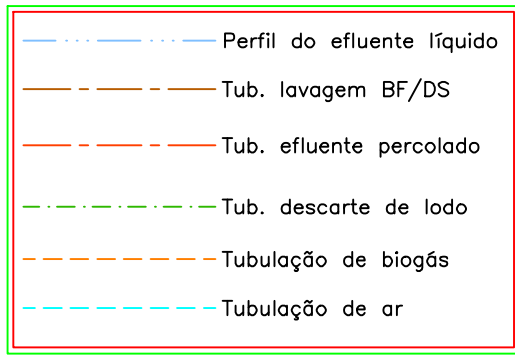 Perfil do efluente líquido
Tub. lavagem BF/DS
Tub. efluente percolado
Tub. descarte de lodo
Tubulação de biogás
Tubulação de ar